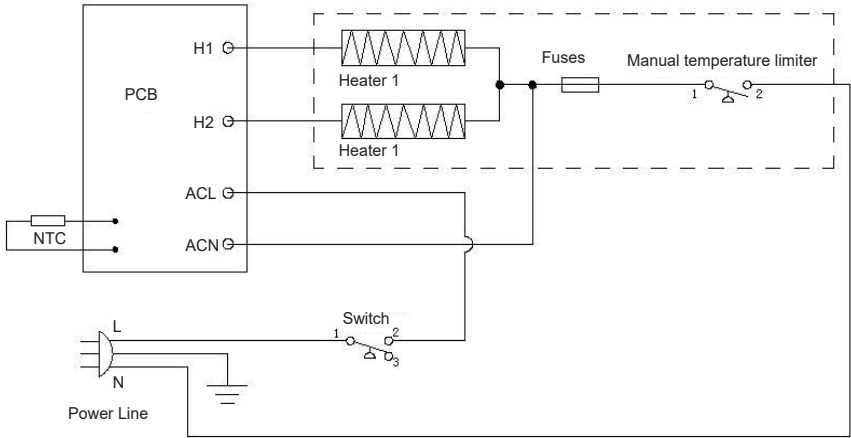 PCB
H1
Heater 1
Fuses
Manual temperature limiter
1
2
H2
Heater 1
ACL
ACN
NTC
Switch
1
2
3
L
N
Power Line